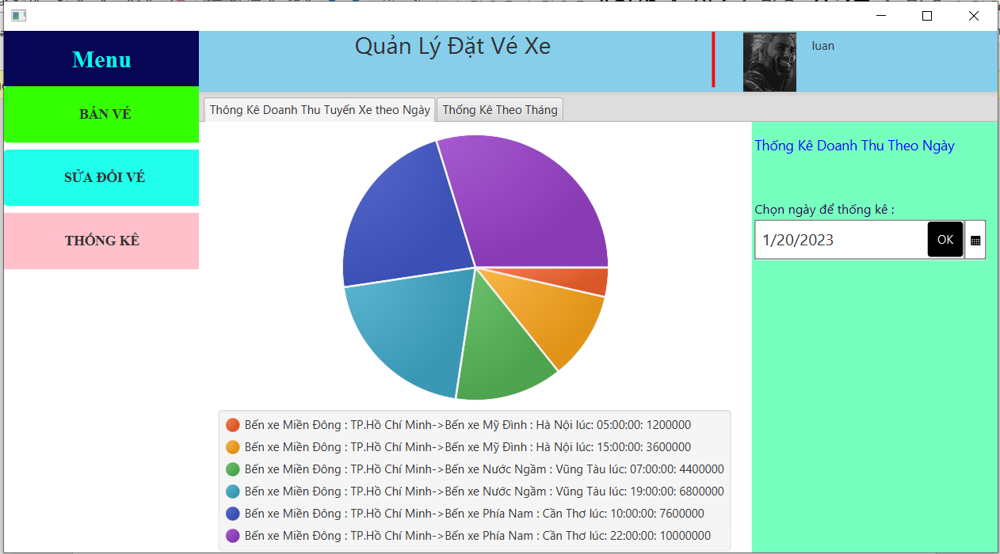 Quản Lý Đặt Vé Xe
luan
Menu
BÁN VÉ
SỬA ĐỔI VÉ
THỐNG KÊ
Thông Kê Doanh Thu Tuyến Xe theo Ngày
Thống Kê Theo Tháng
Thống Kê Doanh Thu Theo Ngày
Chọn ngày để thống kê :
1/20/2023
OK
Bến xe Miền Đông : TP.Hồ Chí Minh->Bến xe Mỹ Đình : Hà Nội lúc: 05:00:00: 1200000
Bến xe Miền Đông : TP.Hồ Chí Minh->Bến xe Mỹ Đình : Hà Nội lúc: 15:00:00: 3600000
Bến xe Miền Đông : TP.Hồ Chí Minh->Bến xe Nước Ngầm : Vũng Tàu lúc: 07:00:00: 4400000
Bến xe Miền Đông : TP.Hồ Chí Minh->Bến xe Nước Ngầm : Vũng Tàu lúc: 19:00:00: 6800000
Bến xe Miền Đông : TP.Hồ Chí Minh->Bến xe Phía Nam : Cần Thơ lúc: 10:00:00: 7600000
Bến xe Miền Đông : TP.Hồ Chí Minh->Bến xe Phía Nam : Cần Thơ lúc: 22:00:00: 10000000